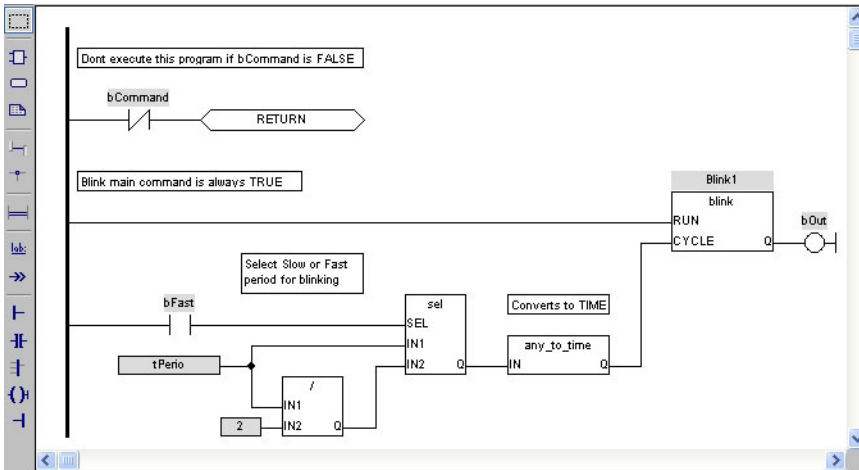 Dont execute this program if bCommand is FALSE
bCommand
RETURN
Blink main command is always TRUE
Blink1
blink
RUN
CYCLE Q
bOut
Select Slow or Fast
period for blinking
bFast
sel
SEL
IN1
IN2 Q
Converts to TIME
any_to_time
IN Q
tPerio
/
IN1
2
IN2 Q
lab: